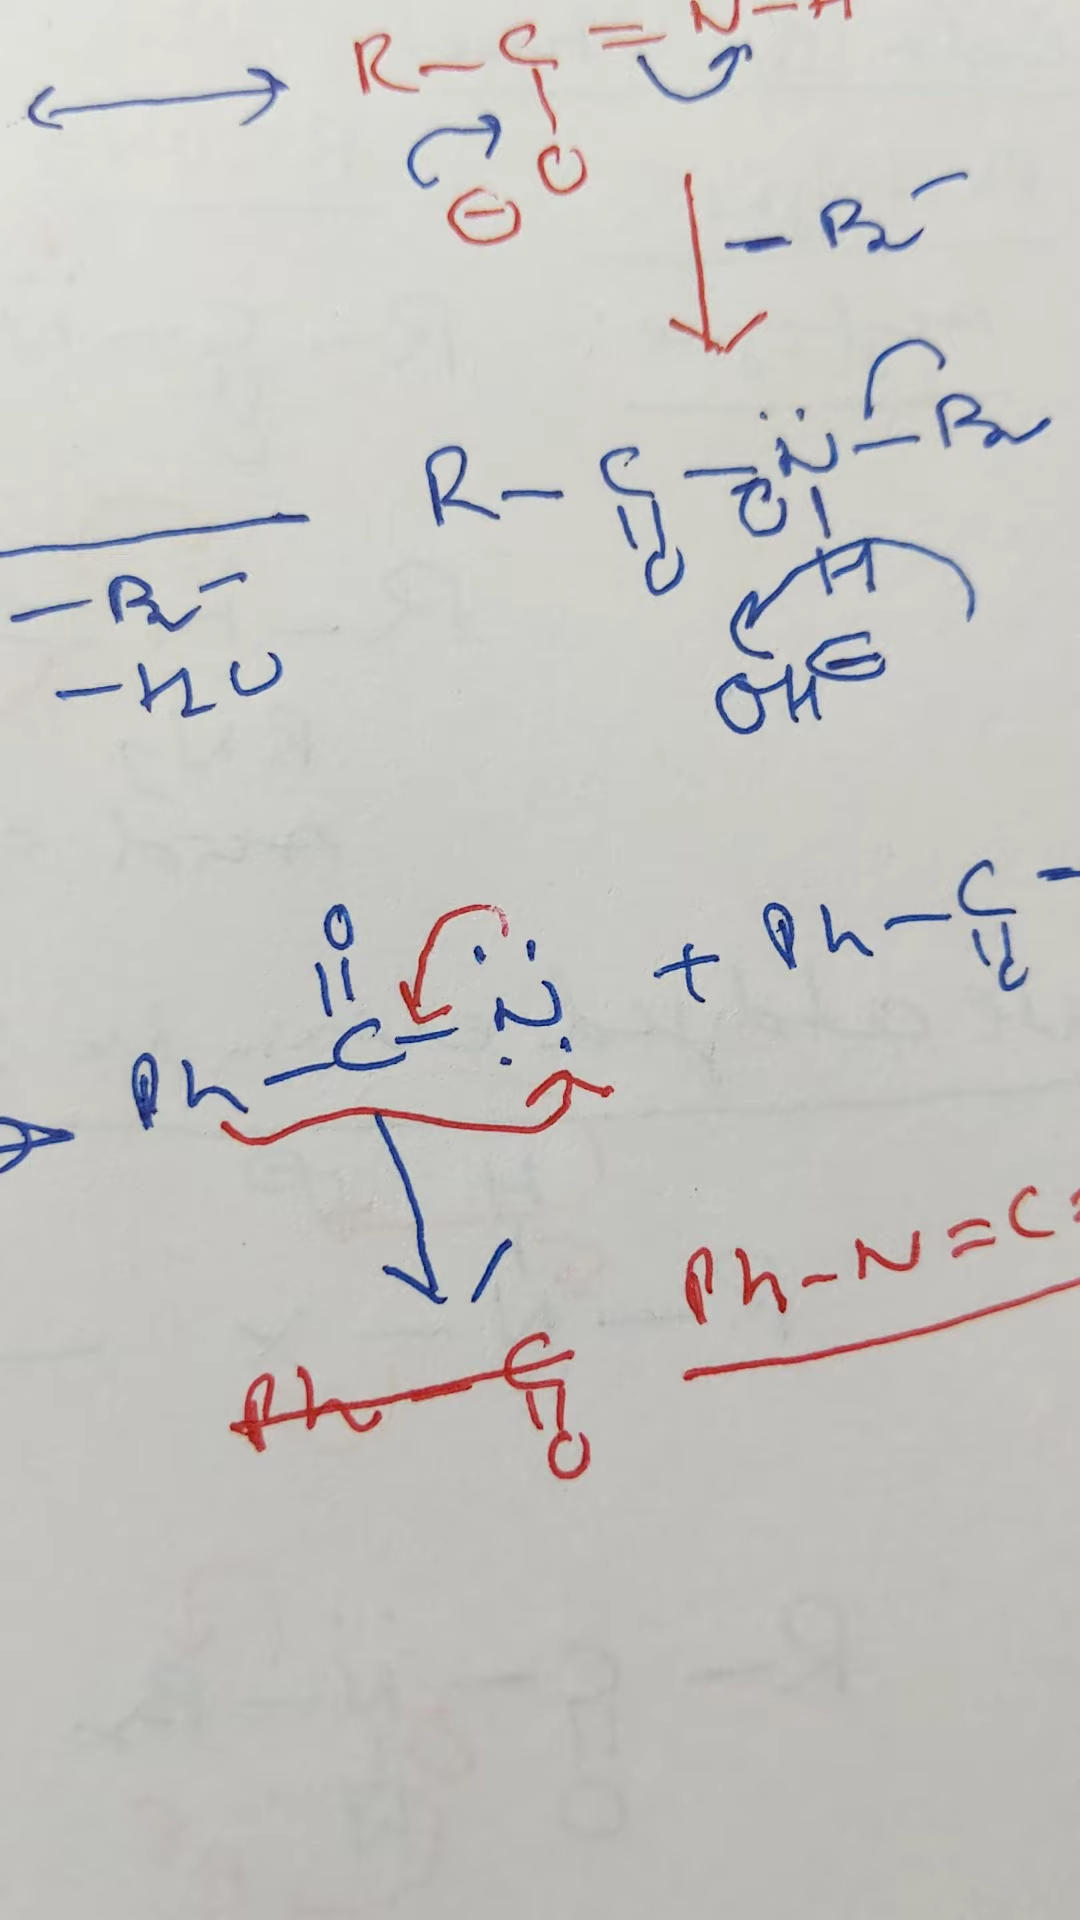 R-C=N-H
O
⊖
- Br⁻
R-C-N-Br
O H
- Br⁻
- H2O
OH⊖
O
Ph-C-N + Ph-C-
O
Ph-N=C=
Ph-C
O